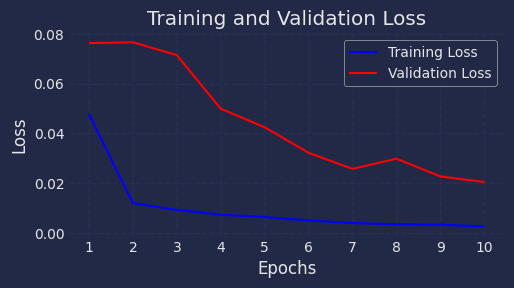 Training and Validation Loss
Training Loss
Validation Loss
0.08
0.06
0.04
0.02
0.00
Loss
1 2 3 4 5 6 7 8 9 10
Epochs